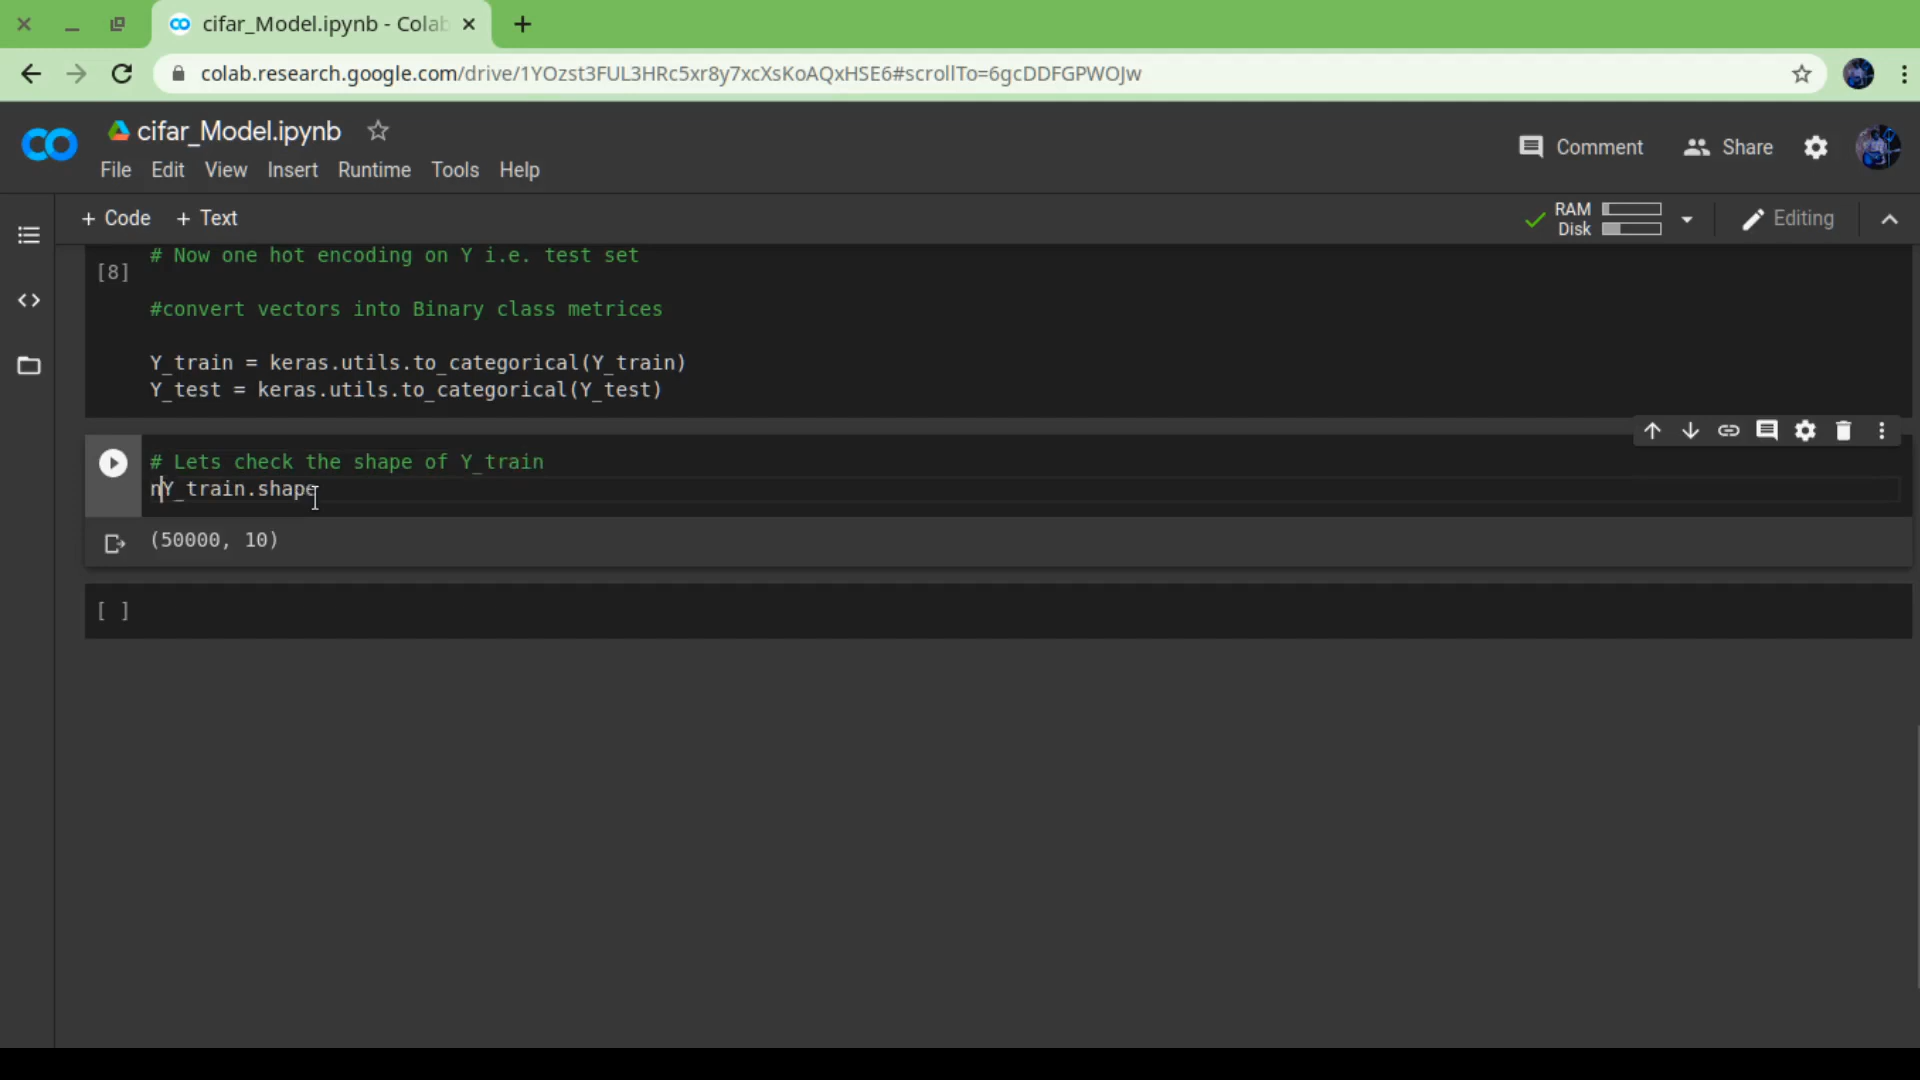 cifar_Model.ipynb - Colab
colab.research.google.com/drive/1YOzst3FUL3HRc5xr8y7xcXsKoAQxHSE6#scrollTo=6gcDDFGPWOJw
cifar_Model.ipynb
Comment
Share
File Edit View Insert Runtime Tools Help
+ Code + Text
RAM
Disk
Editing
# Now one hot encoding on Y i.e. test set
[8]
#convert vectors into Binary class metrices
Y_train = keras.utils.to_categorical(Y_train)
Y_test = keras.utils.to_categorical(Y_test)
# Lets check the shape of Y_train
nY_train.shape
(50000, 10)
[ ]